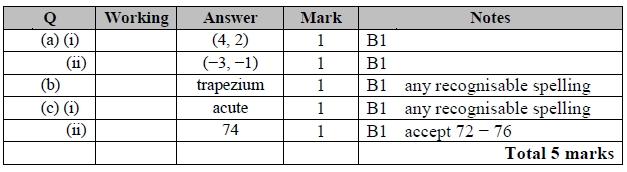 Q Working Answer Mark Notes
(a) (i) (4, 2) 1 B1
(ii) (−3, −1) 1 B1
(b) trapezium 1 B1 any recognisable spelling
(c) (i) acute 1 B1 any recognisable spelling
(ii) 74 1 B1 accept 72 − 76
Total 5 marks